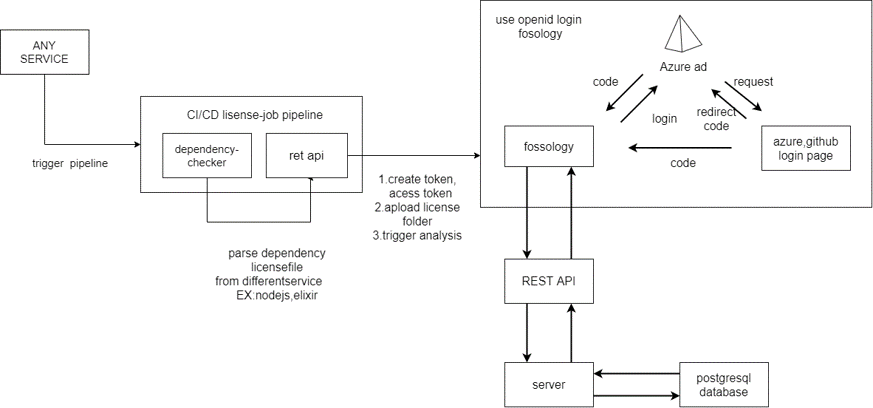 ANY
SERVICE
trigger pipeline
CI/CD lisense-job pipeline
dependency-
checker
ret api
parse dependency
licensefile
from differentservice
EX:nodejs,elixir
1.create token,
acess token
2.apload license
folder
3.trigger analysis
use openid login
fosology
Azure ad
code
request
login
redirect
code
fossology
code
azure,github
login page
REST API
server
postgresql
database